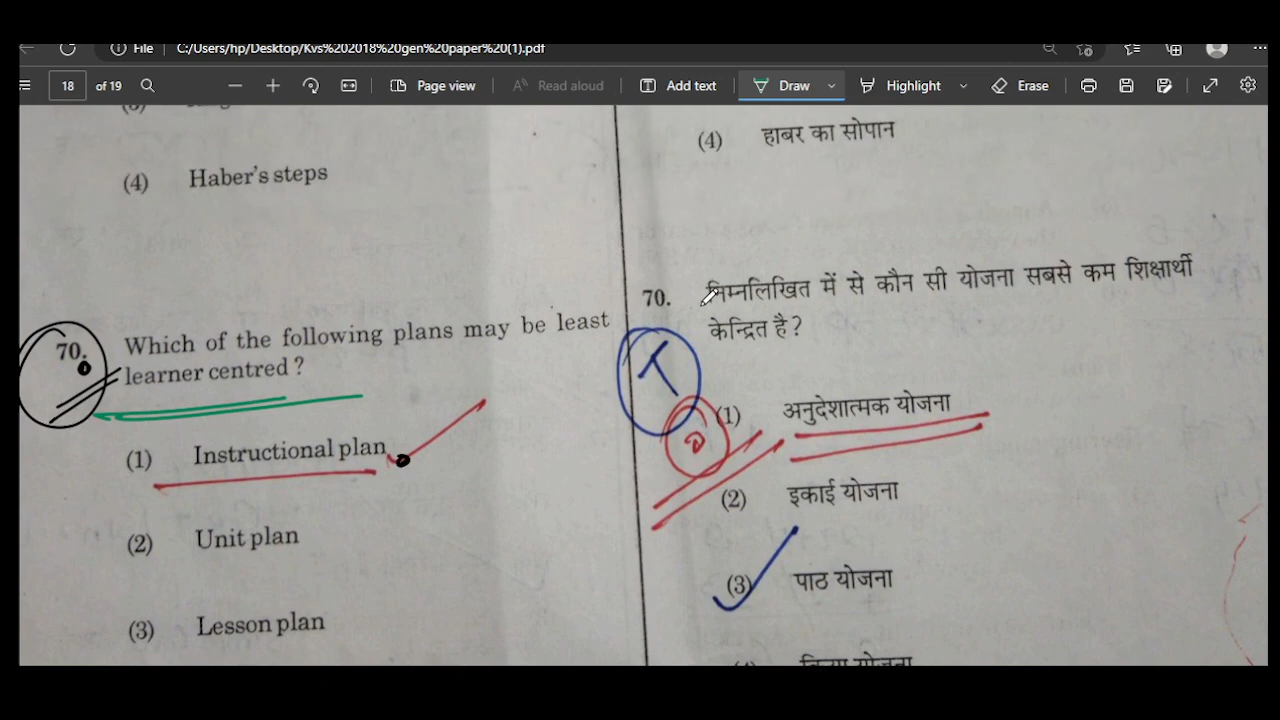 File C:/Users/hp/Desktop/Kvs%202018%20gen%20paper%20(1).pdf
18 of 19 Page view Read aloud Add text Draw Highlight Erase
(4) Haber's steps
70. Which of the following plans may be least
learner centred ?
(1) Instructional plan
(2) Unit plan
(3) Lesson plan
(4) हाबर का सोपान
70. निम्नलिखित में से कौन सी योजना सबसे कम शिक्षार्थी
केन्द्रित है ?
(1) अनुदेशात्मक योजना
(2) इकाई योजना
(3) पाठ योजना